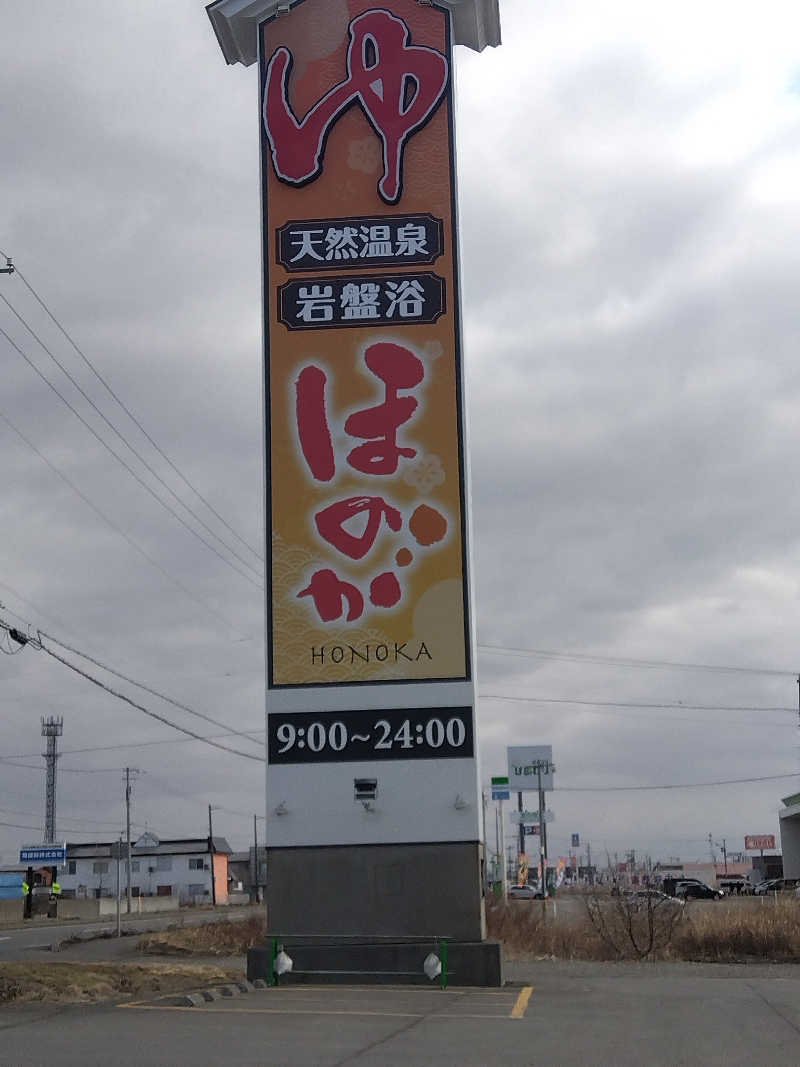 ゆ
天然温泉
岩盤浴
ほのか
HONOKA
9:00~24:00